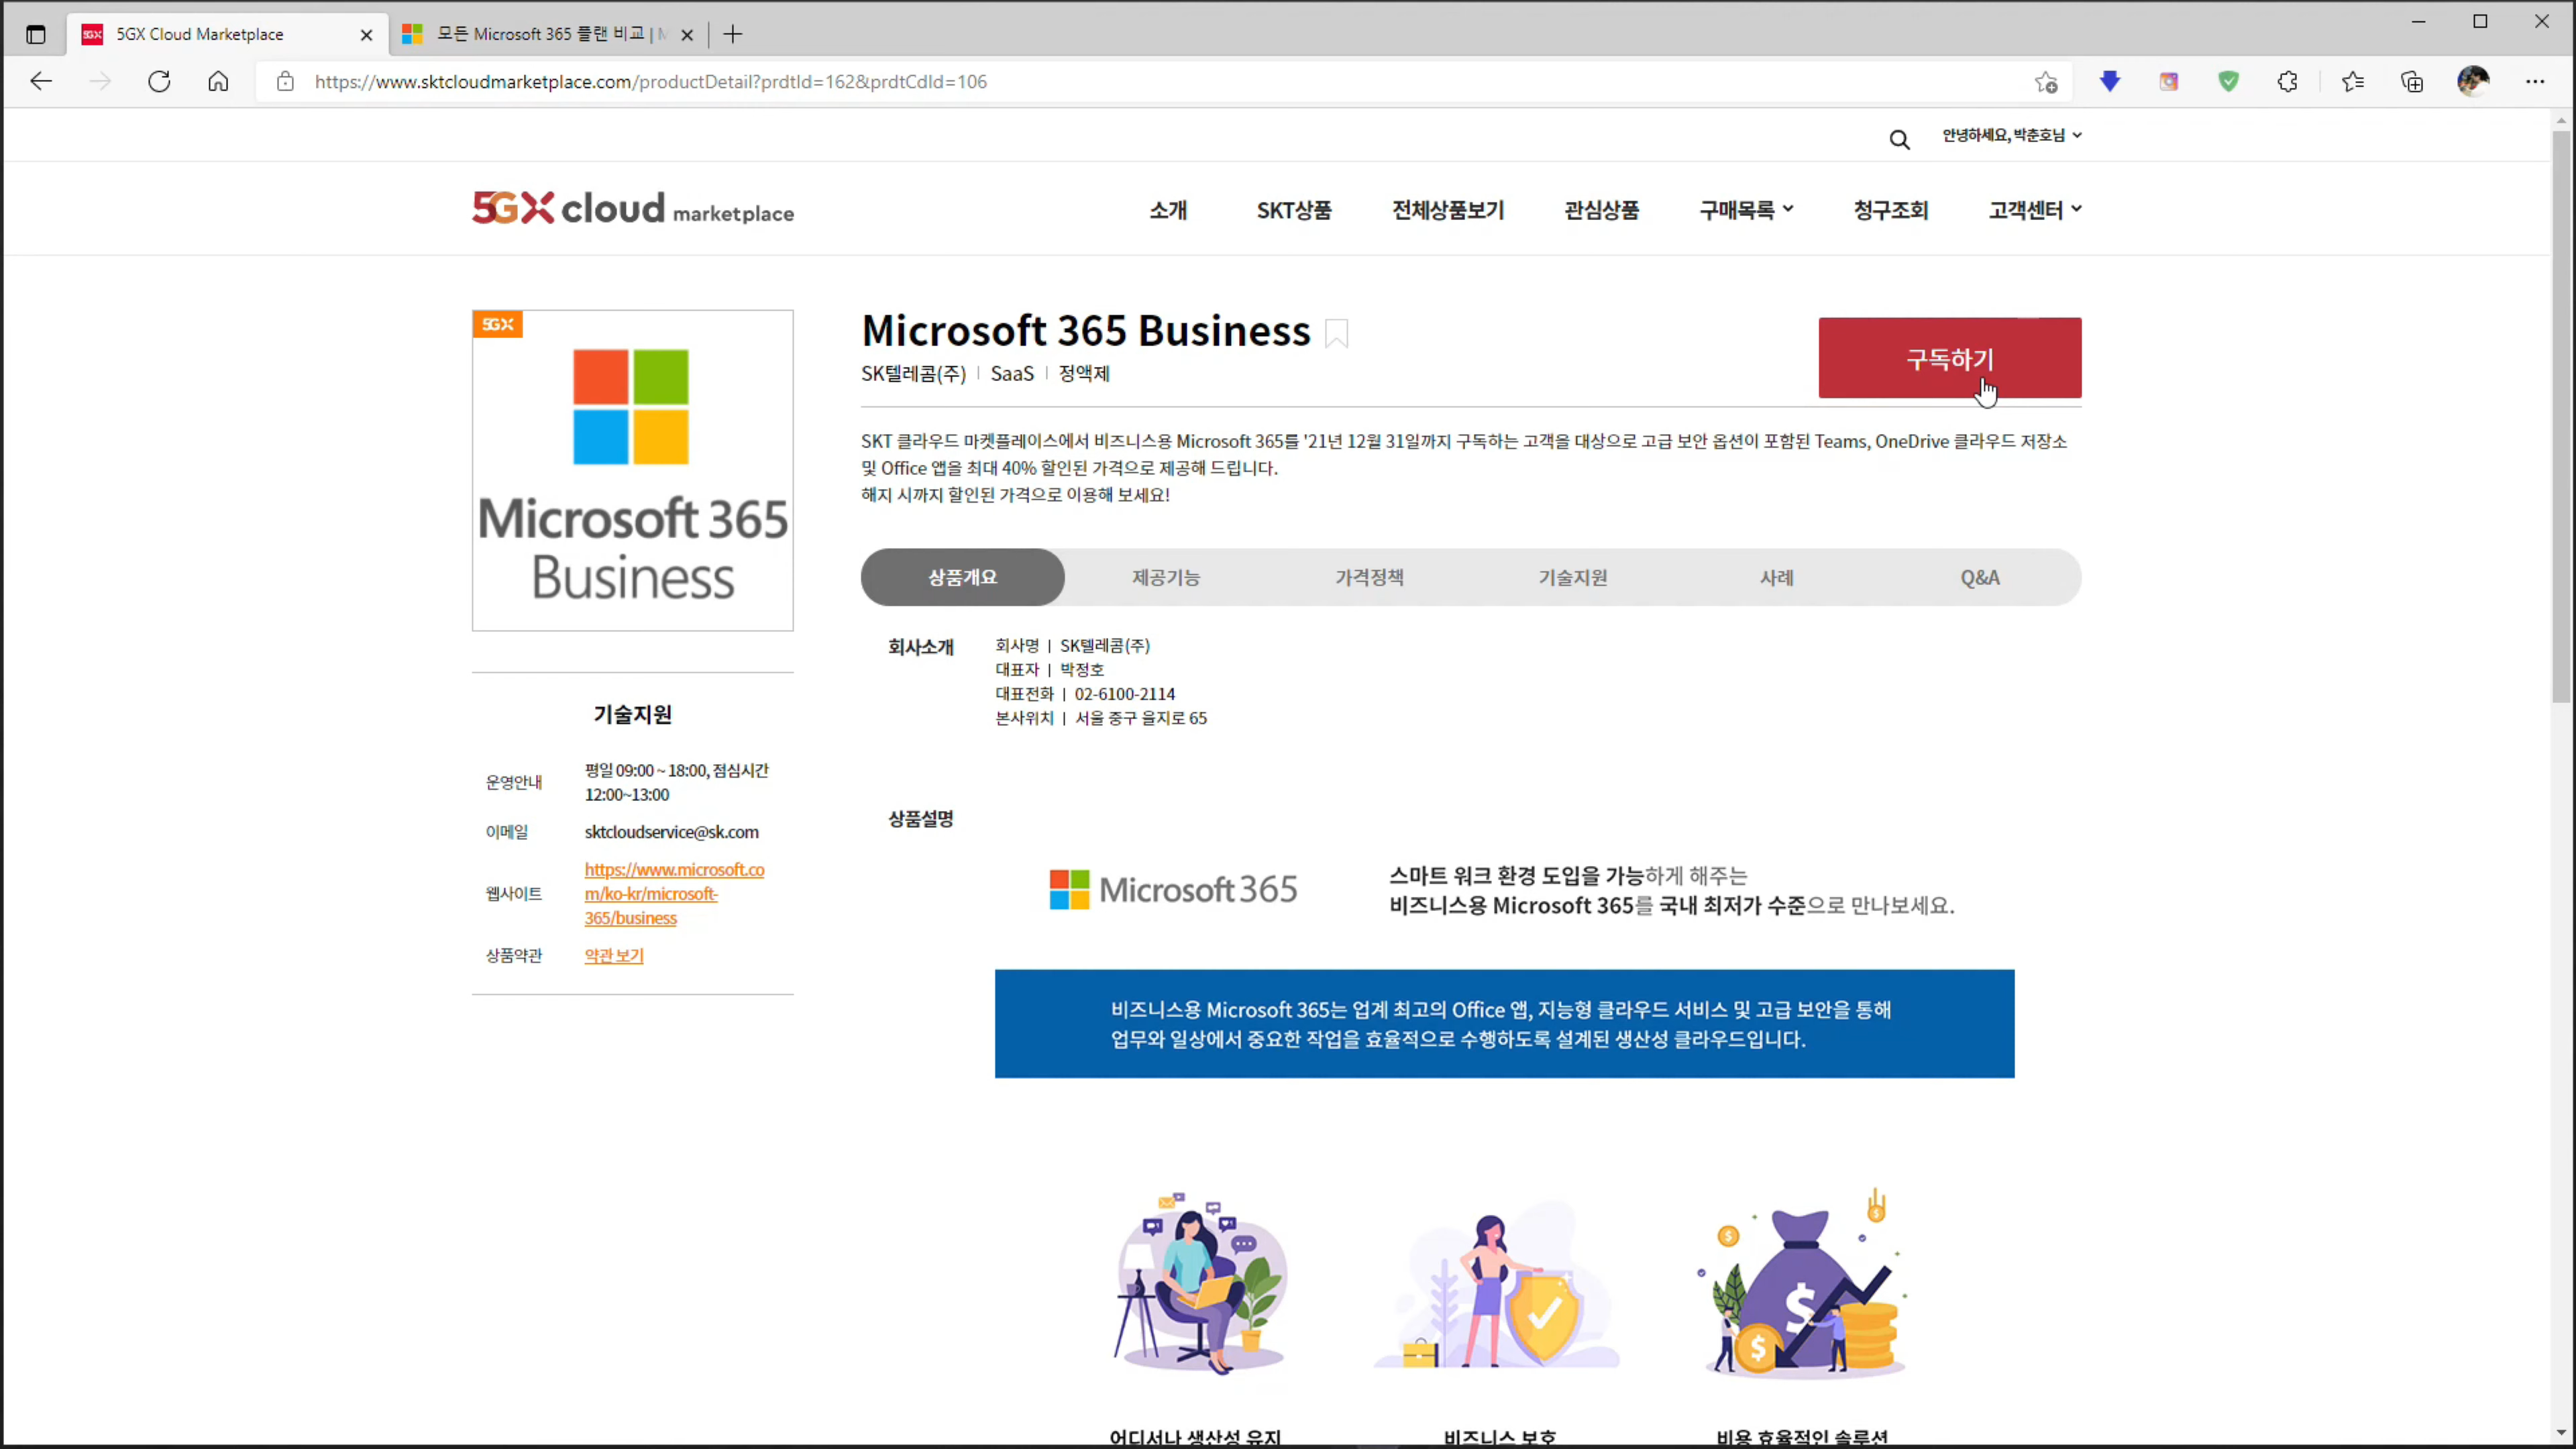 5GX Cloud Marketplace
모든 Microsoft 365 플랜 비교 |
https://www.sktcloudmarketplace.com/productDetail?prdtId=162&prdtCdId=106
안녕하세요, 박춘호님
5GX cloud marketplace
소개 SKT상품 전체상품보기 관심상품 구매목록 청구조회 고객센터
5GX
Microsoft 365
Business
Microsoft 365 Business
SK텔레콤(주) | SaaS | 정액제
구독하기
SKT 클라우드 마켓플레이스에서 비즈니스용 Microsoft 365를 '21년 12월 31일까지 구독하는 고객을 대상으로 고급 보안 옵션이 포함된 Teams, OneDrive 클라우드 저장소
및 Office 앱을 최대 40% 할인된 가격으로 제공해 드립니다.
해지 시까지 할인된 가격으로 이용해 보세요!
상품개요 제공기능 가격정책 기술지원 사례 Q&A
회사소개
회사명 | SK텔레콤(주)
대표자 | 박정호
대표전화 | 02-6100-2114
본사위치 | 서울 중구 을지로 65
기술지원
운영안내
평일 09:00 ~ 18:00, 점심시간
12:00~13:00
이메일 sktcloudservice@sk.com
웹사이트
https://www.microsoft.co
m/ko-kr/microsoft-
365/business
상품약관 약관 보기
상품설명
Microsoft 365
스마트 워크 환경 도입을 가능하게 해주는
비즈니스용 Microsoft 365를 국내 최저가 수준으로 만나보세요.
비즈니스용 Microsoft 365는 업계 최고의 Office 앱, 지능형 클라우드 서비스 및 고급 보안을 통해
업무와 일상에서 중요한 작업을 효율적으로 수행하도록 설계된 생산성 클라우드입니다.
어디서나 생산성 유지 비즈니스 보호 비용 효율적인 솔루션